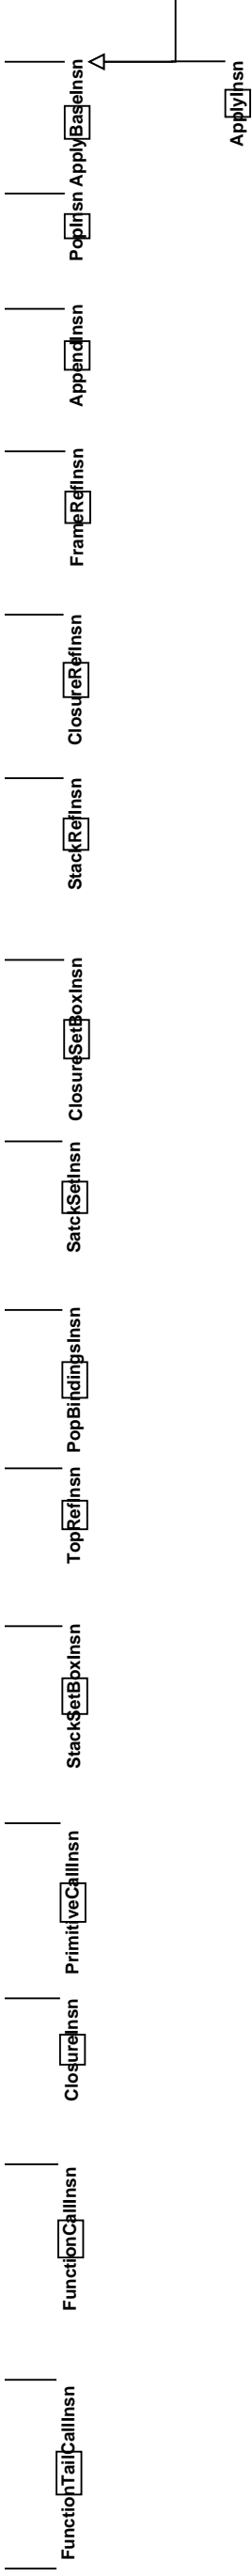 ApplyInsn
ApplyBaseInsn
PopInsn
AppendInsn
FrameRefInsn
ClosureRefInsn
StackRefInsn
ClosureSetBoxInsn
SatckSetInsn
PopBindingsInsn
TopRefInsn
StackSetBoxInsn
PrimitiveCallInsn
ClosureInsn
FunctionCallInsn
FunctionTailCallInsn